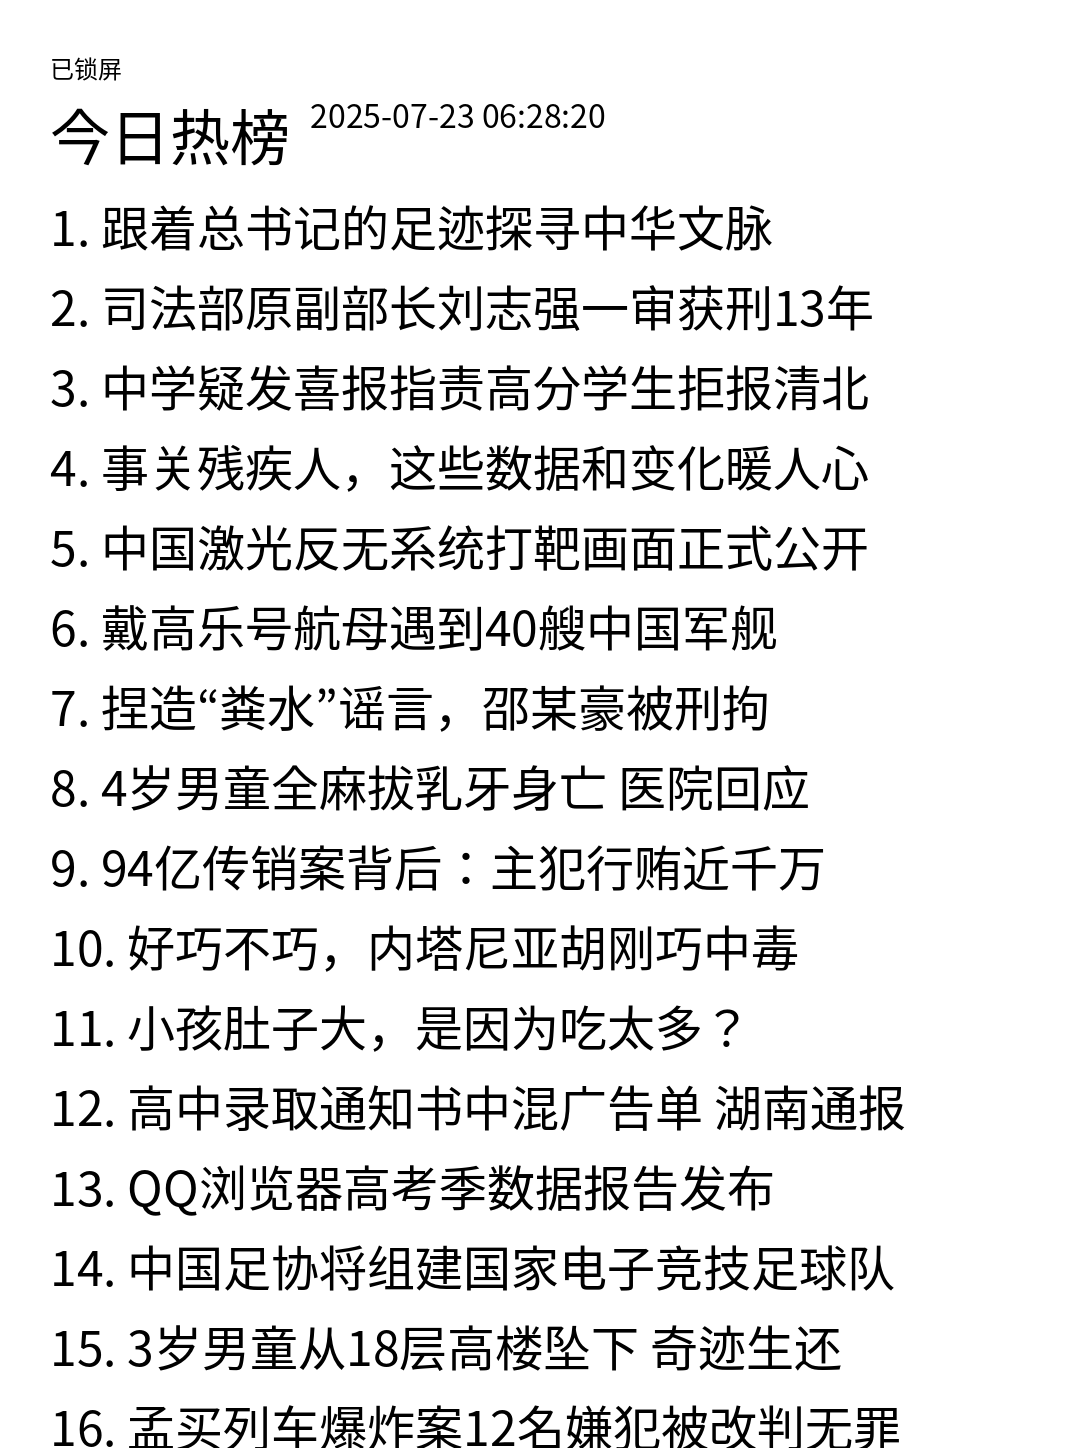 已锁屏
今日热榜 2025-07-23 06:28:20
1. 跟着总书记的足迹探寻中华文脉
2. 司法部原副部长刘志强一审获刑13年
3. 中学疑发喜报指责高分学生拒报清北
4. 事关残疾人，这些数据和变化暖人心
5. 中国激光反无系统打靶画面正式公开
6. 戴高乐号航母遇到40艘中国军舰
7. 捏造“粪水”谣言，邵某豪被刑拘
8. 4岁男童全麻拔乳牙身亡 医院回应
9. 94亿传销案背后：主犯行贿近千万
10. 好巧不巧，内塔尼亚胡刚巧中毒
11. 小孩肚子大，是因为吃太多？
12. 高中录取通知书中混广告单 湖南通报
13. QQ浏览器高考季数据报告发布
14. 中国足协将组建国家电子竞技足球队
15. 3岁男童从18层高楼坠下 奇迹生还
16. 孟买列车爆炸案12名嫌犯被改判无罪